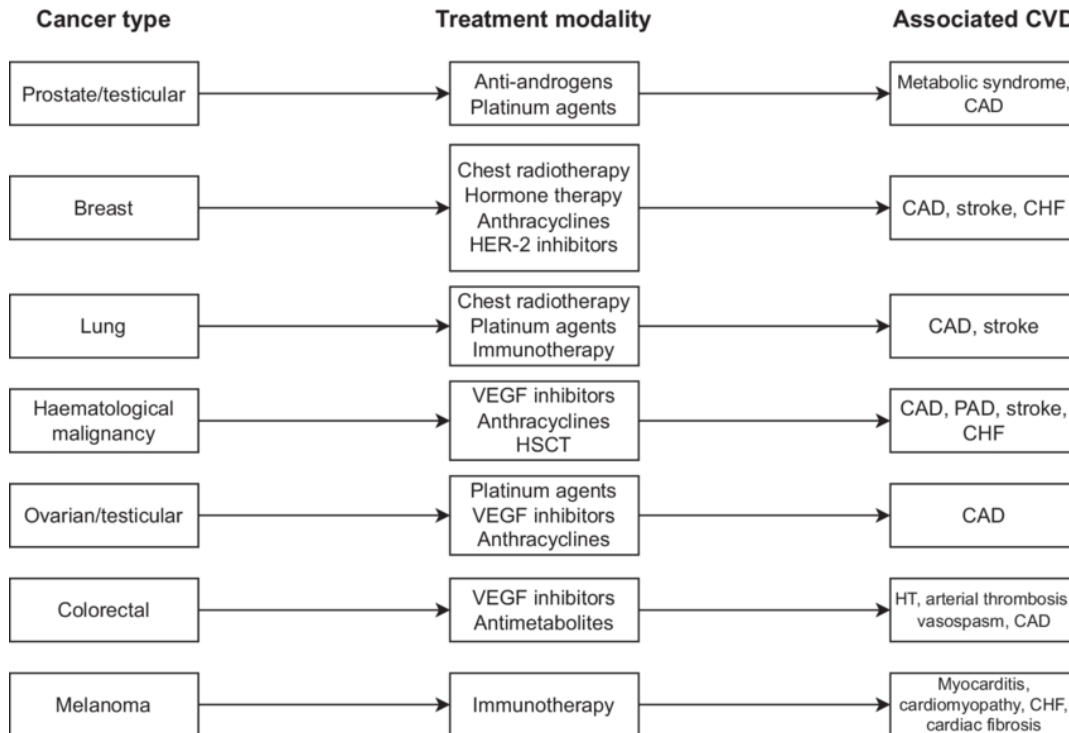 Cancer type Treatment modality Associated CVD
Prostate/testicular
Anti-androgens
Platinum agents
Metabolic syndrome,
CAD
Breast
Chest radiotherapy
Hormone therapy
Anthracyclines
HER-2 inhibitors
CAD, stroke, CHF
Lung
Chest radiotherapy
Platinum agents
Immunotherapy
CAD, stroke
Haematological
malignancy
VEGF inhibitors
Anthracyclines
HSCT
CAD, PAD, stroke,
CHF
Ovarian/testicular
Platinum agents
VEGF inhibitors
Anthracyclines
CAD
Colorectal
VEGF inhibitors
Antimetabolites
HT, arterial thrombosis
vasospasm, CAD
Melanoma
Immunotherapy
Myocarditis,
cardiomyopathy, CHF,
cardiac fibrosis